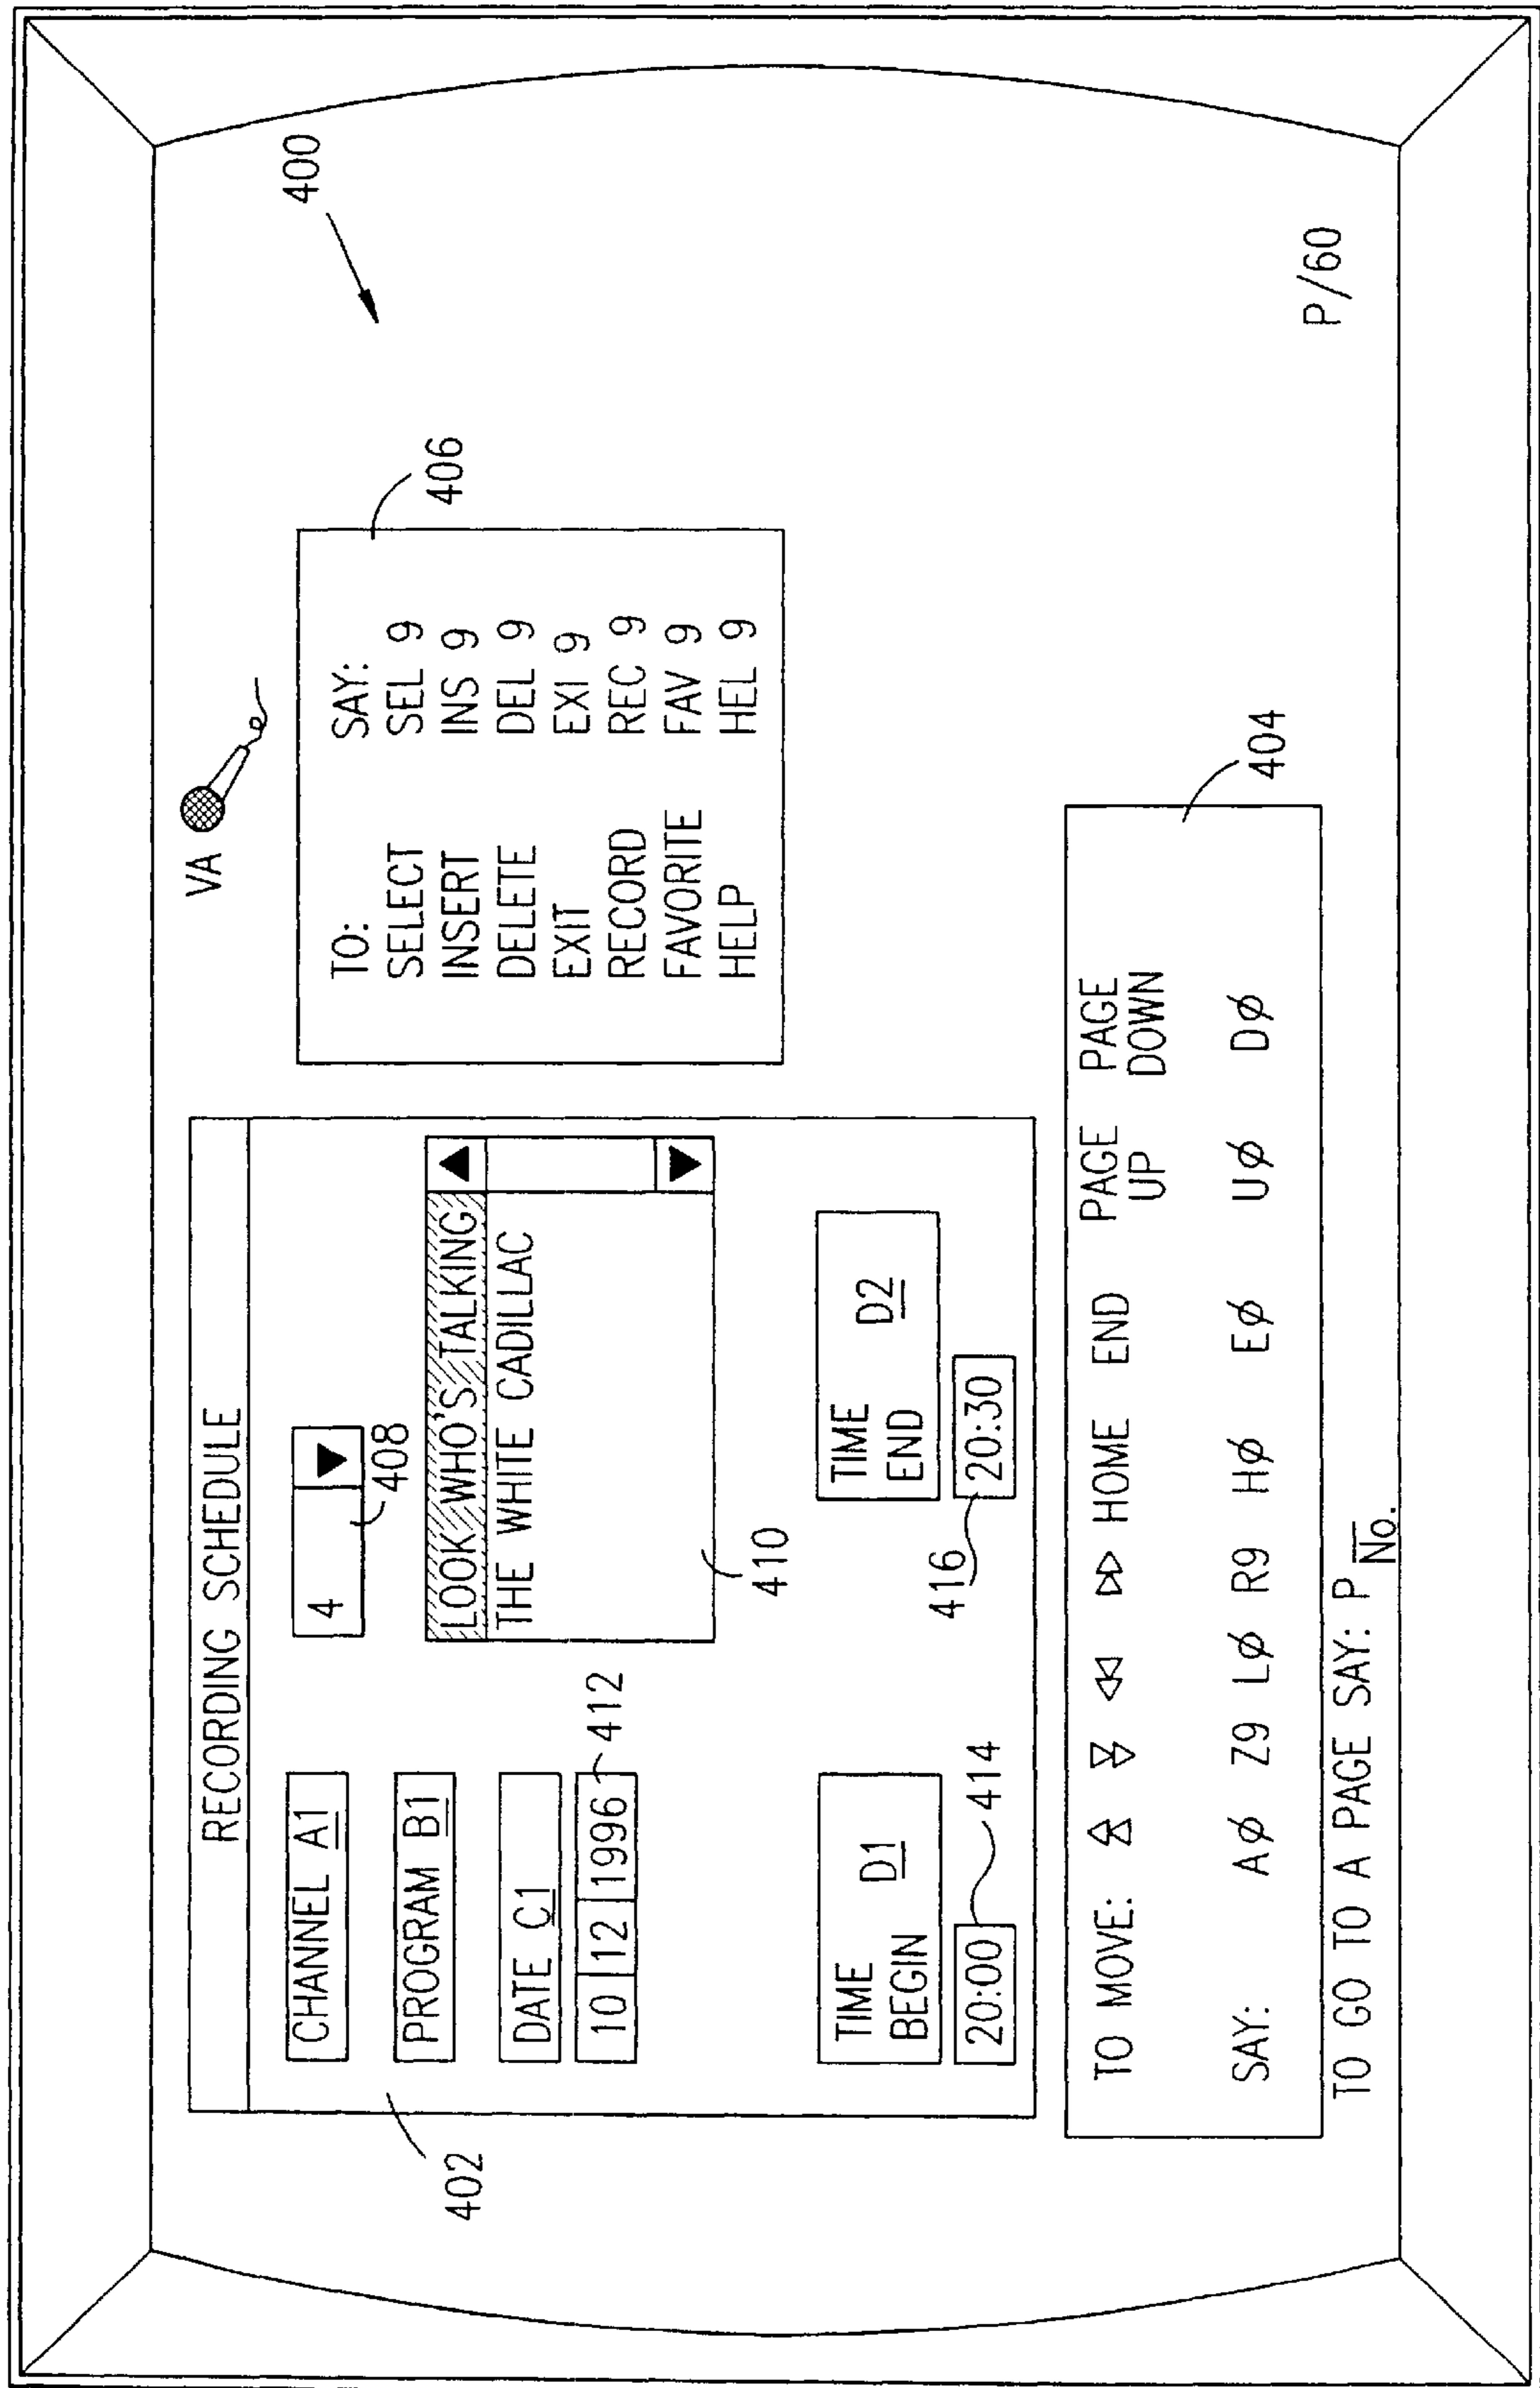 400
VA
RECORDING SCHEDULE
402
CHANNEL A1
4
408
PROGRAM B1
LOOK WHO'S TALKING
THE WHITE CADILLAC
410
DATE C1
10 12 1996
412
TIME
BEGIN D1
20:00
414
TIME
END D2
20:30
416
406
TO: SAY:
SELECT SEL 9
INSERT INS 9
DELETE DEL 9
EXIT EXI 9
RECORD REC 9
FAVORITE FAV 9
HELP HEL 9
404
TO MOVE: HOME END PAGE UP PAGE DOWN
SAY: AØ Z9 LØ R9 HØ EØ UØ DØ
TO GO TO A PAGE SAY: P No.
P/60